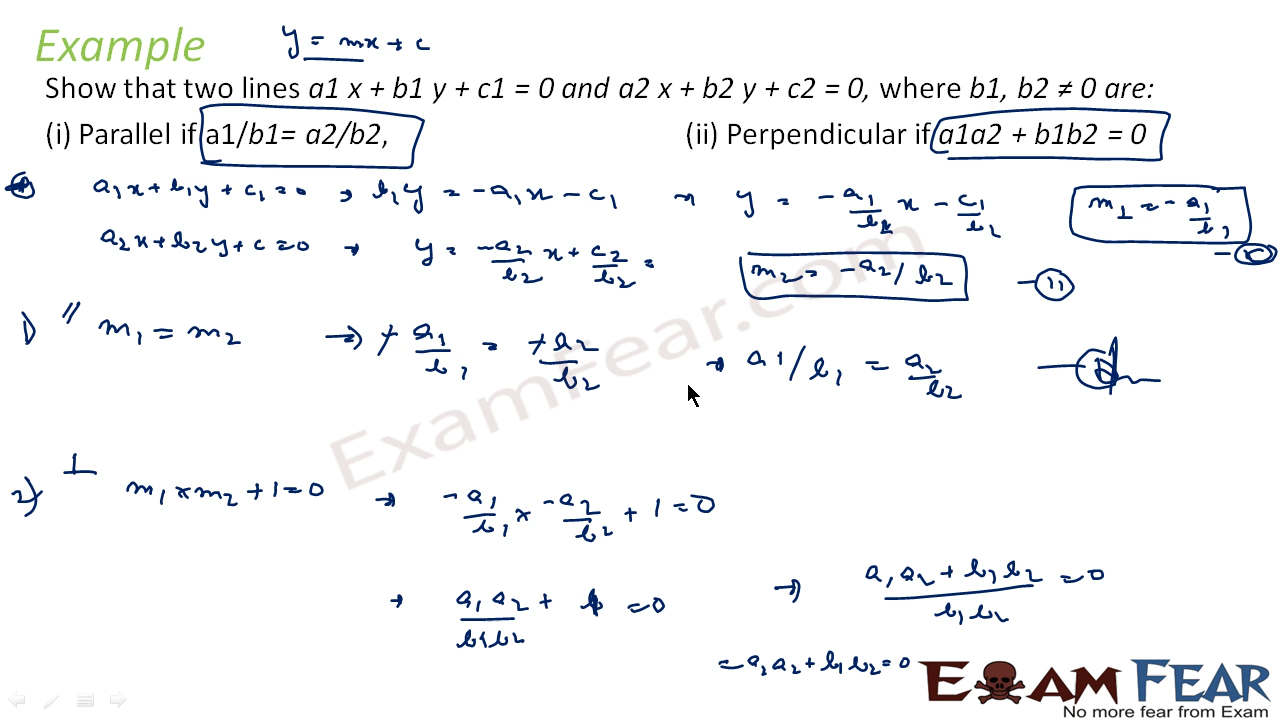 Example y = mx + c
Show that two lines a1 x + b1 y + c1 = 0 and a2 x + b2 y + c2 = 0, where b1, b2 ≠ 0 are:
(i) Parallel if a1/b1= a2/b2, (ii) Perpendicular if a1a2 + b1b2 = 0
a₁x + b₁y + c₁ = 0 → b₁y = -a₁x - c₁ → y = -a₁/b₁ x - c₁/b₂ m₁ = -a₁/b₁
a₂x + b₂y + c = 0 → y = -a₂/b₂ x + c₂/b₂ = m₂ = -a₂/b₂ - (11)
1) // m₁ = m₂ → + a₁/b₁ = + a₂/b₂ → a1/b₁ = a₂/b₂
2) ⊥ m₁ x m₂ + 1 = 0 → -a₁/b₁ x -a₂/b₂ + 1 = 0
→ a₁a₂/b₁b₂ + = 0 → a₁a₂ + b₁b₂/b₁b₂ = 0
= a₂a₂ + b₁b₂ = 0
ExamFear.com
EXAM FEAR
No more fear from Exam